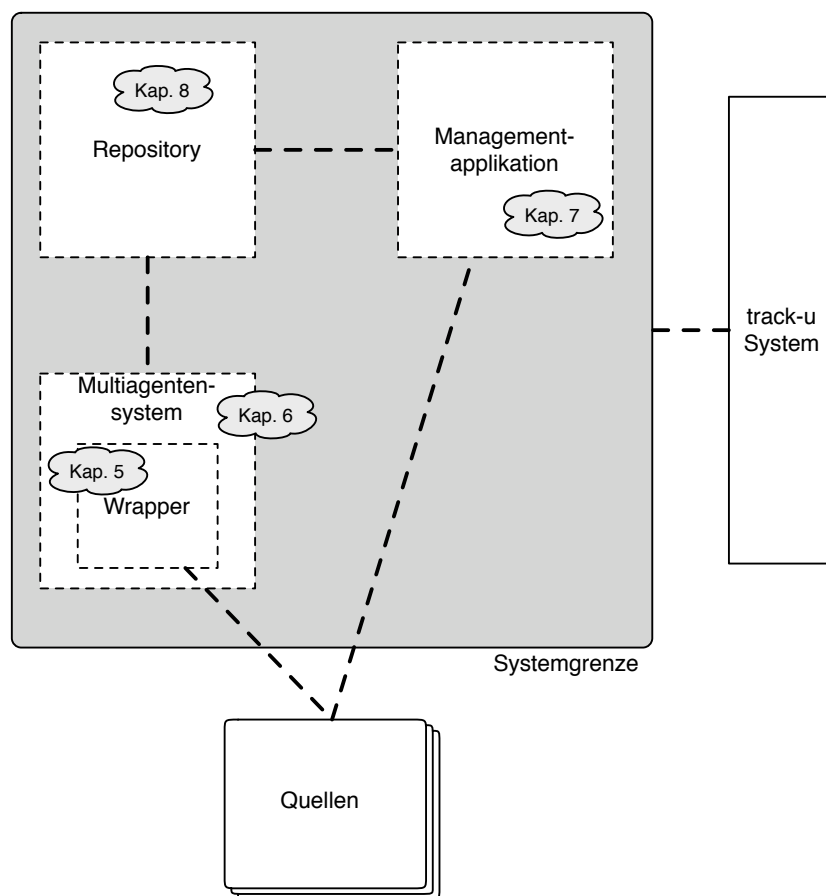 Kap. 8
Repository
Management-
applikation
Kap. 7
track-u
System
Multiagenten-
system
Kap. 6
Kap. 5
Wrapper
Systemgrenze
Quellen